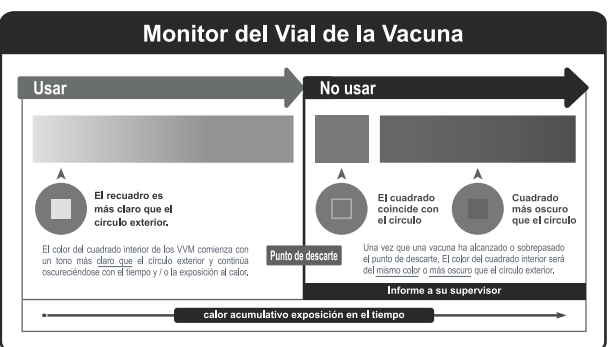 Monitor del Vial de la Vacuna
Usar
No usar
El recuadro es
más claro que el
círculo exterior.
El cuadrado
coincide con
el círculo
Cuadrado
más oscuro
que el círculo
El color del cuadrado interior de los VVM comienza con
un tono más claro que el círculo exterior y continúa
oscureciéndose con el tiempo y / o la exposición al calor.
Punto de descarte
Una vez que una vacuna ha alcanzado o sobrepasado
el punto de descarte, El color del cuadrado interior será
del mismo color o más oscuro que el círculo exterior.
Informe a su supervisor
calor acumulativo exposición en el tiempo